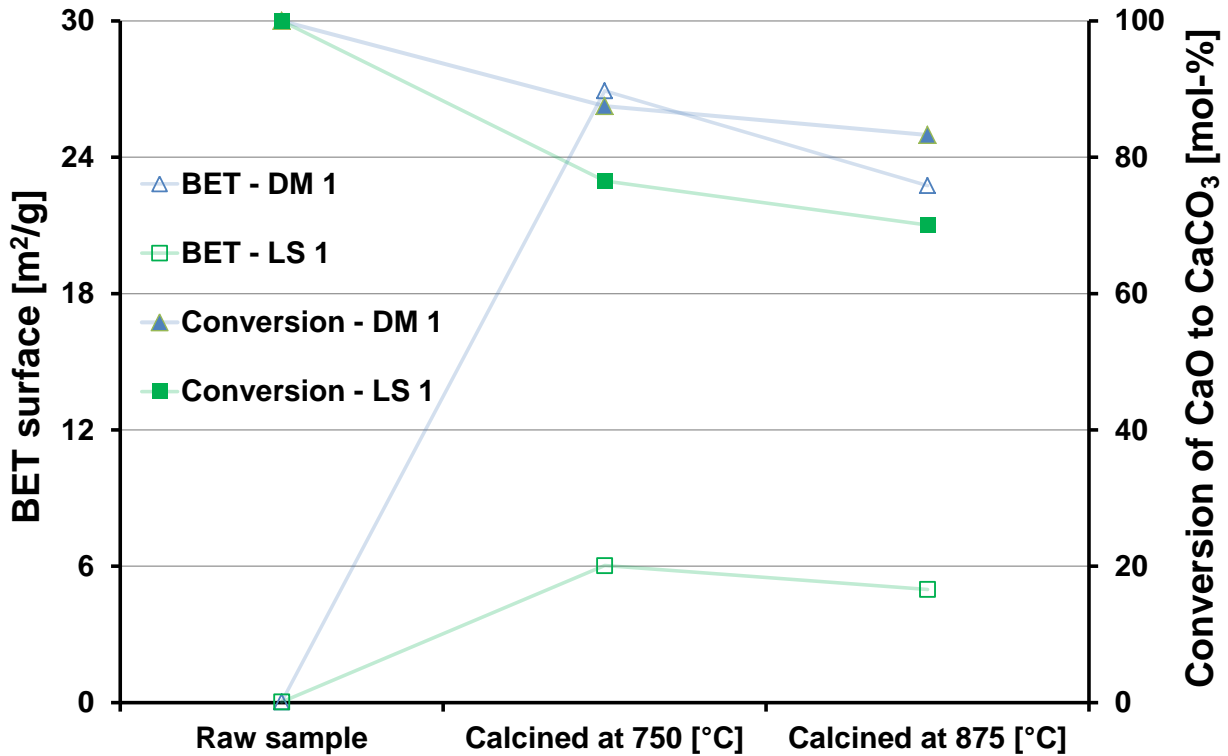 30
24
18
12
6
0
BET surface [m²/g]
BET - DM 1
BET - LS 1
Conversion - DM 1
Conversion - LS 1
100
80
60
40
20
0
Conversion of CaO to CaCO₃ [mol-%]
Raw sample
Calcined at 750 [°C]
Calcined at 875 [°C]